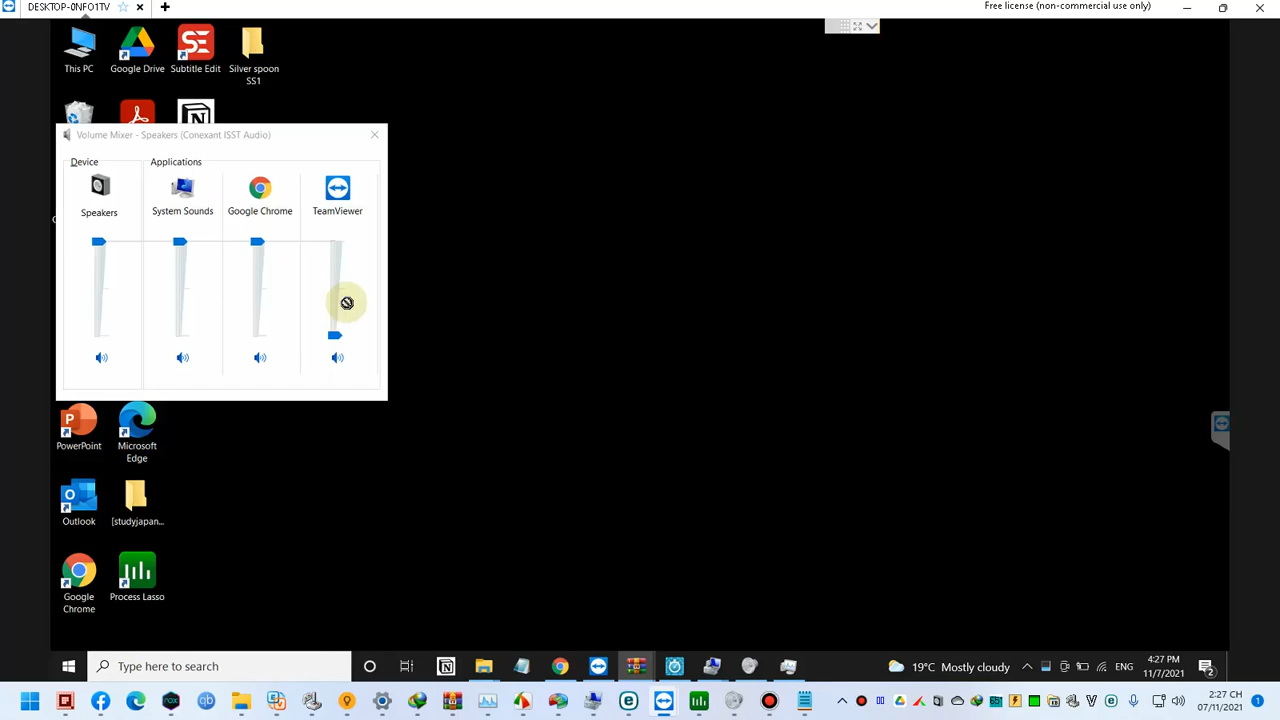 DESKTOP-0NFO1TV
Free license (non-commercial use only)
This PC
Google Drive
Subtitle Edit
Silver spoon
SS1
Volume Mixer - Speakers (Conexant ISST Audio)
Device
Applications
Speakers
System Sounds
Google Chrome
TeamViewer
PowerPoint
Microsoft
Edge
Outlook
[studyjapan...
Google
Chrome
Process Lasso
Type here to search
19°C Mostly cloudy
ENG
4:27 PM
11/7/2021
2
2:27 CH
07/11/2021
1